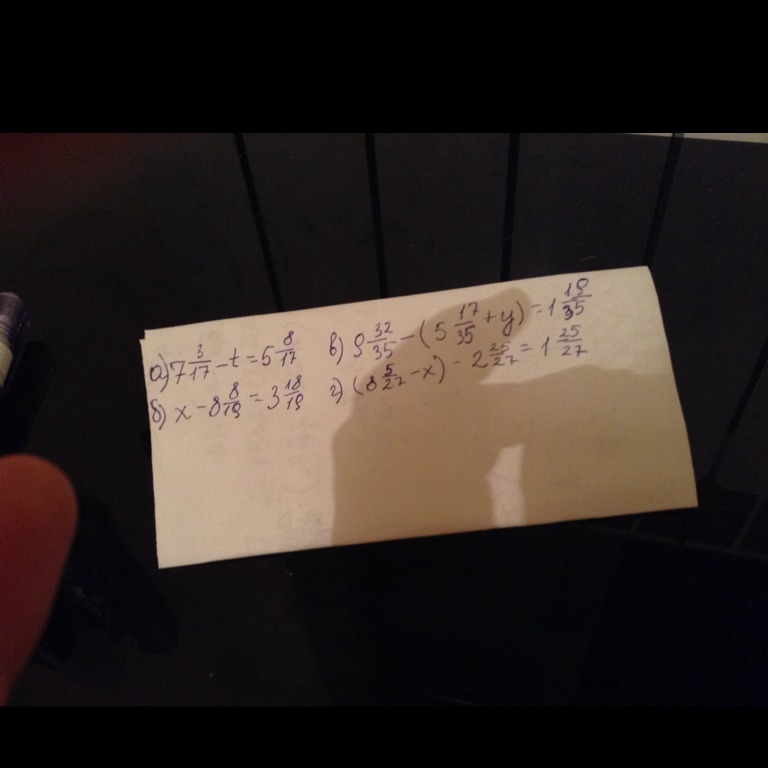 а) 7 3/17 - t = 5 8/17
б) x - 8 8/19 = 3 18/19
в) 9 32/35 - (5 17/35 + y) = 1 19/35
г) (8 5/27 - x) - 2 25/27 = 1 25/27